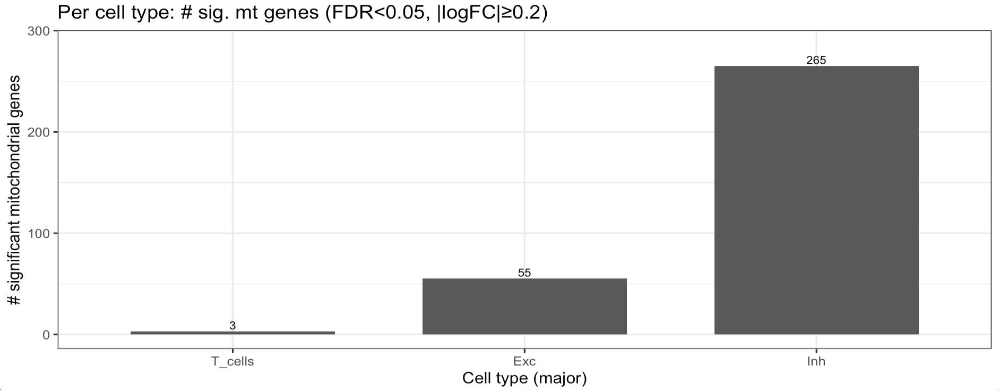 Per cell type: # sig. mt genes (FDR<0.05, |logFC|≥0.2)
# significant mitochondrial genes
300
200
100
0
3
55
265
T_cells
Exc
Inh
Cell type (major)